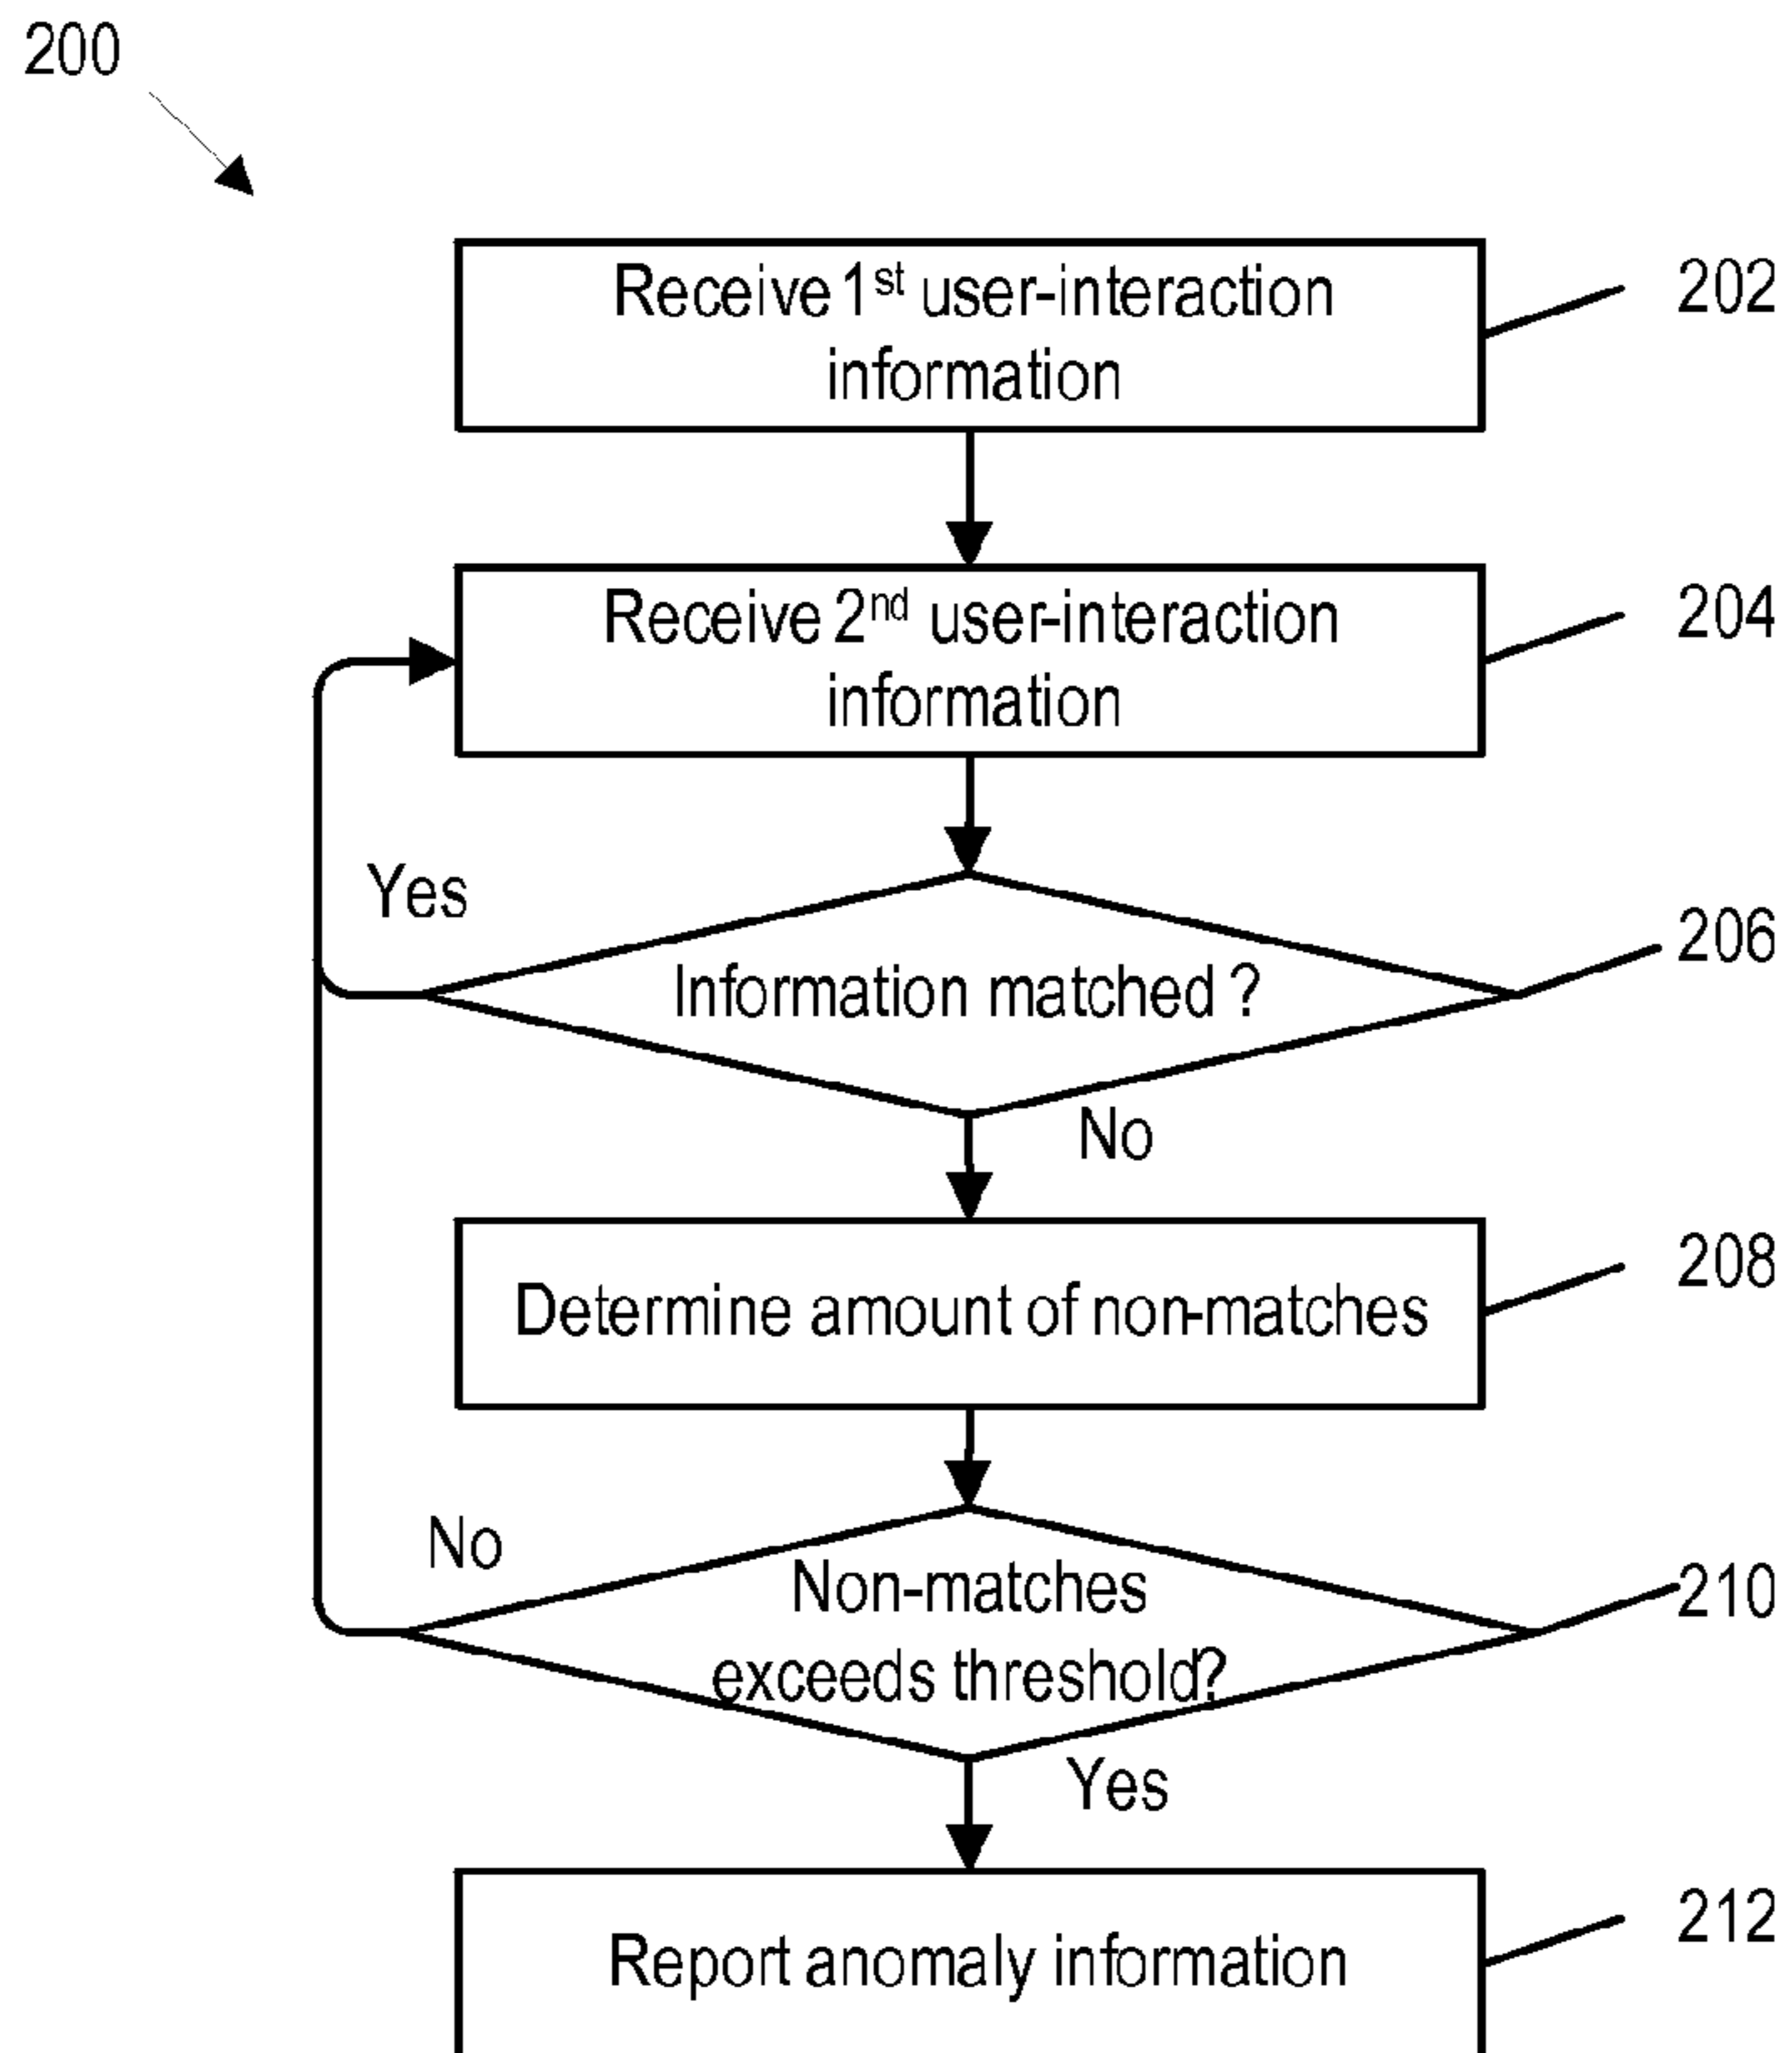 200
Receive 1st user-interaction
information
202
Receive 2nd user-interaction
information
204
Yes
Information matched ?
206
No
Determine amount of non-matches
208
No
Non-matches
exceeds threshold?
210
Yes
Report anomaly information
212